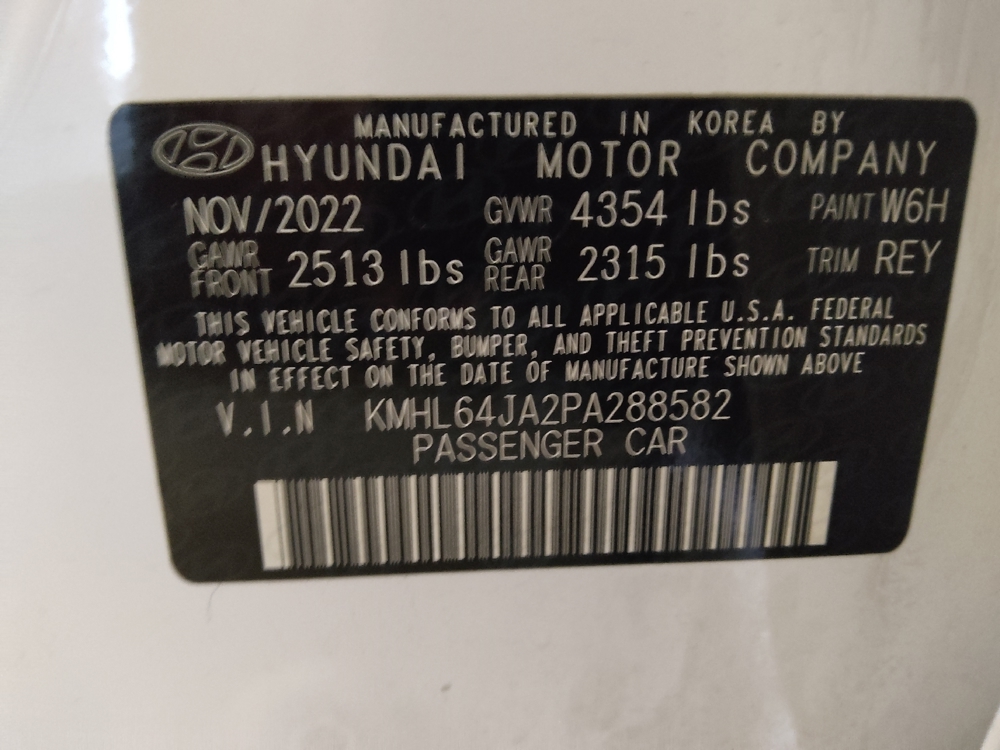 MANUFACTURED IN KOREA BY
HYUNDAI MOTOR COMPANY
NOV/2022 GVWR 4354 lbs PAINT W6H
GAWR FRONT 2513 lbs GAWR REAR 2315 lbs TRIM REY
THIS VEHICLE CONFORMS TO ALL APPLICABLE U.S.A. FEDERAL
MOTOR VEHICLE SAFETY, BUMPER, AND THEFT PREVENTION STANDARDS
IN EFFECT ON THE DATE OF MANUFACTURE SHOWN ABOVE
V.I.N KMHL64JA2PA288582
PASSENGER CAR